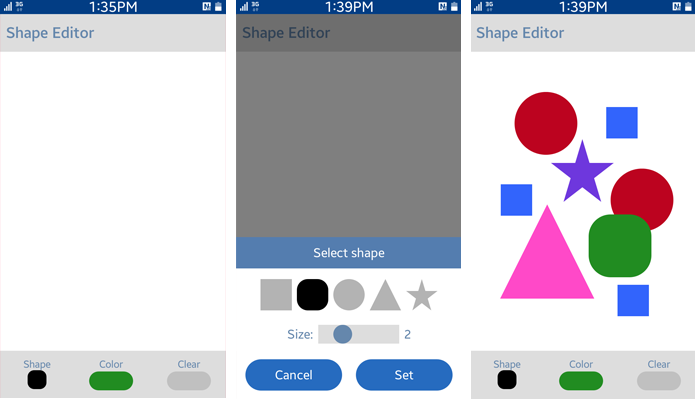 3G
1:35PM
N
Shape Editor
Shape
Color
Clear
3G
1:39PM
N
Shape Editor
Select shape
Size:
2
Cancel
Set
3G
1:39PM
N
Shape Editor
Shape
Color
Clear